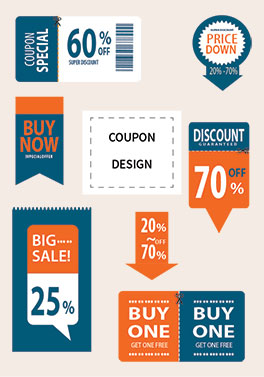 COUPON
SPECIAL
60% OFF
SUPER DISCOUNT
PRICE
DOWN
20% -70%
BUY
NOW
COUPON
DESIGN
DISCOUNT
GUARANTEED
70% OFF
BIG
SALE!
25%
20%
~OFF
70%
BUY
ONE
GET ONE FREE
BUY
ONE
GET ONE FREE